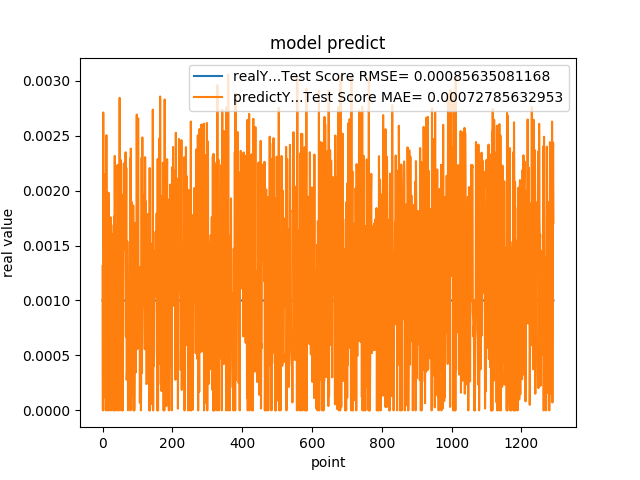 model predict
realY...Test Score RMSE= 0.00085635081168
predictY...Test Score MAE= 0.00072785632953
0.0030
0.0025
0.0020
0.0015
0.0010
0.0005
0.0000
real value
0 200 400 600 800 1000 1200
point